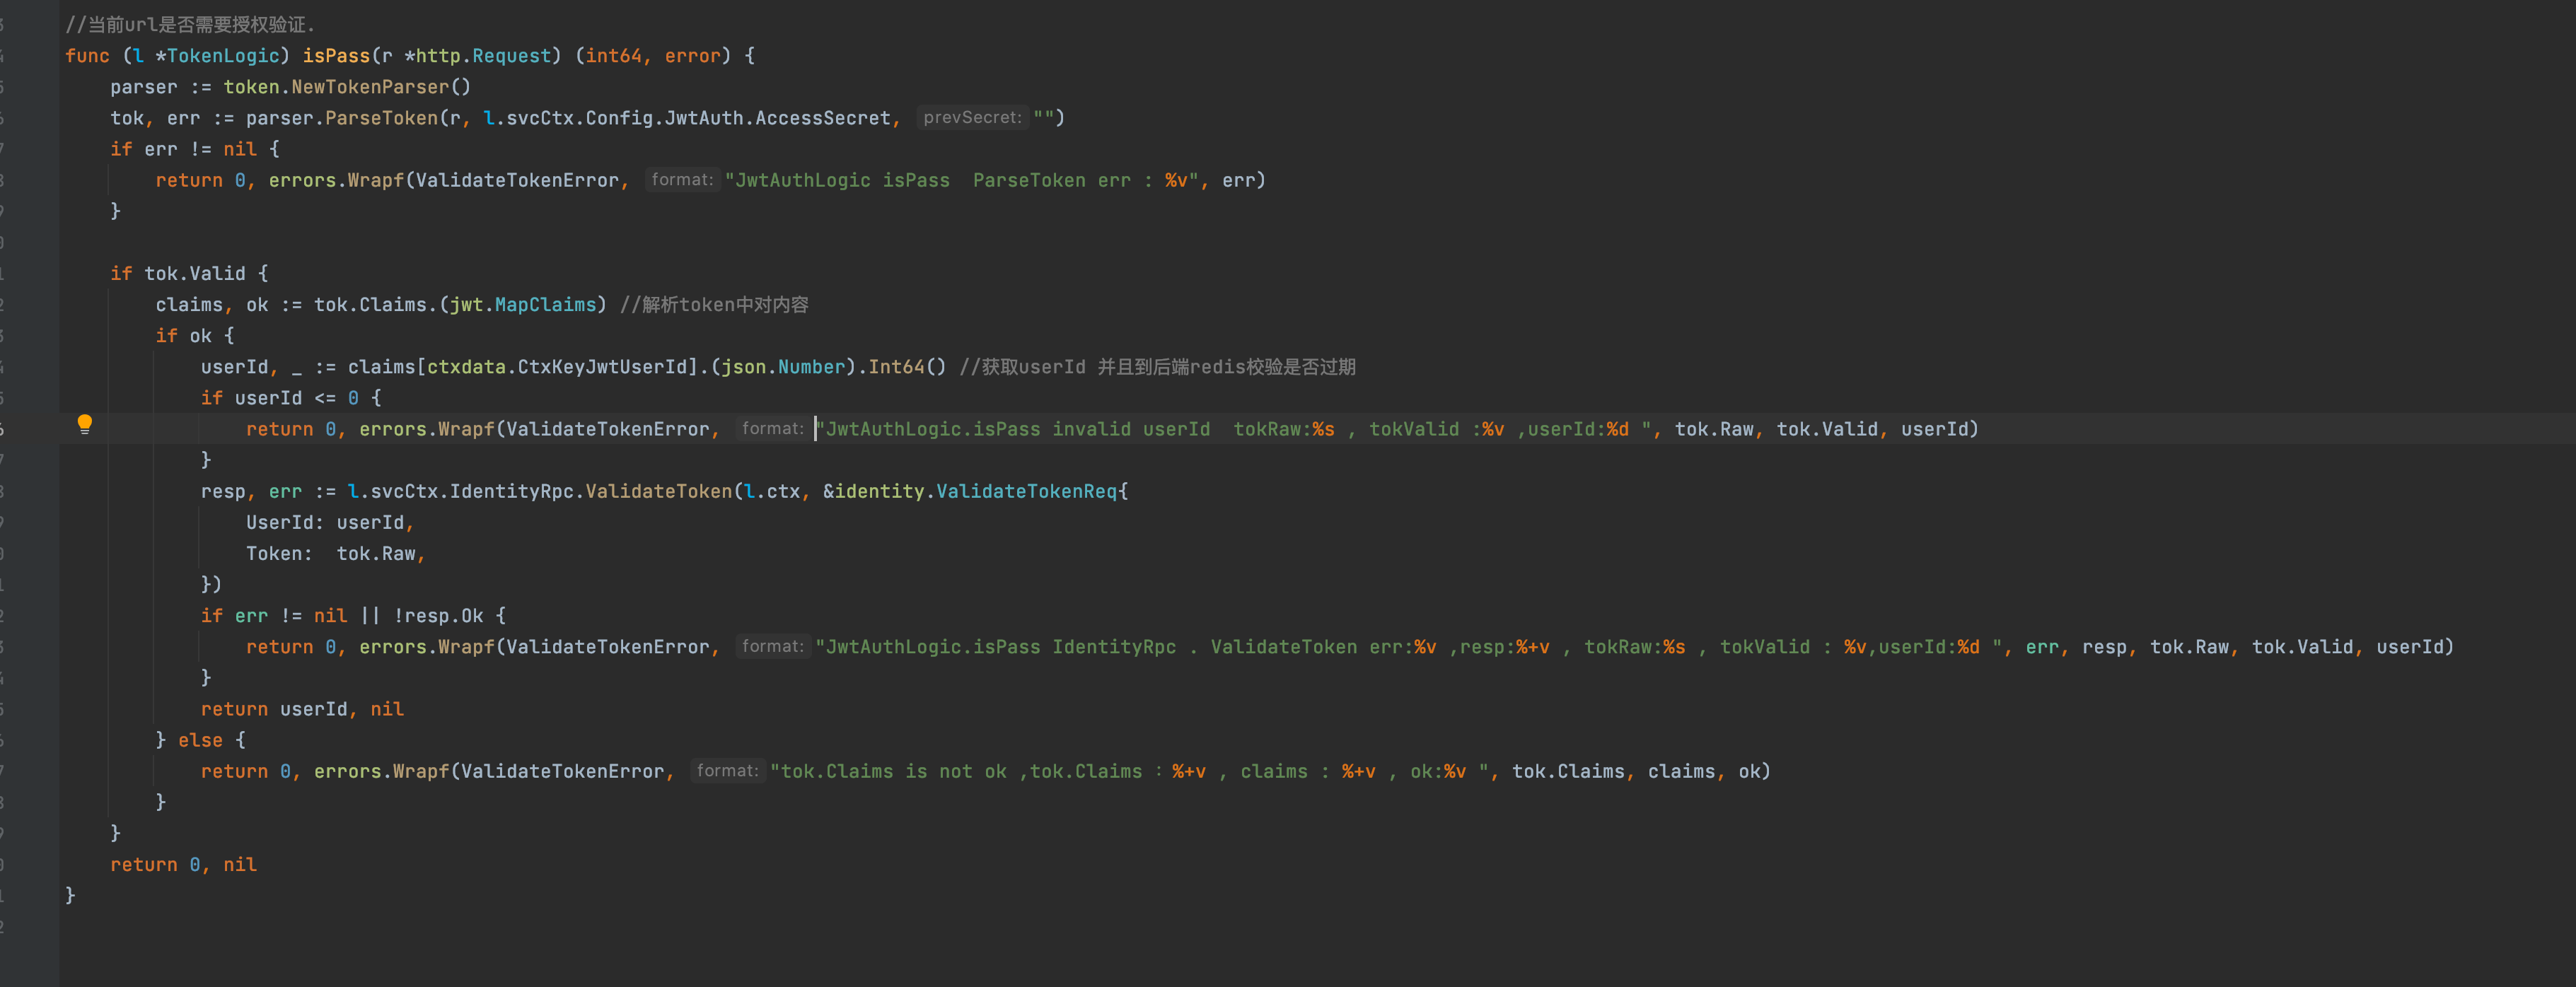 //当前url是否需要授权验证.
func (l *TokenLogic) isPass(r *http.Request) (int64, error) {
parser := token.NewTokenParser()
tok, err := parser.ParseToken(r, l.svcCtx.Config.JwtAuth.AccessSecret, prevSecret: "")
if err != nil {
return 0, errors.Wrapf(ValidateTokenError, format: "JwtAuthLogic isPass  ParseToken err : %v", err)
}
if tok.Valid {
claims, ok := tok.Claims.(jwt.MapClaims) //解析token中对内容
if ok {
userId, _ := claims[ctxdata.CtxKeyJwtUserId].(json.Number).Int64() //获取userId 并且到后端redis校验是否过期
if userId <= 0 {
return 0, errors.Wrapf(ValidateTokenError, format: "JwtAuthLogic.isPass invalid userId  tokRaw:%s , tokValid :%v ,userId:%d ", tok.Raw, tok.Valid, userId)
}
resp, err := l.svcCtx.IdentityRpc.ValidateToken(l.ctx, &identity.ValidateTokenReq{
UserId: userId,
Token:  tok.Raw,
})
if err != nil || !resp.Ok {
return 0, errors.Wrapf(ValidateTokenError, format: "JwtAuthLogic.isPass IdentityRpc . ValidateToken err:%v ,resp:%+v , tokRaw:%s , tokValid : %v,userId:%d ", err, resp, tok.Raw, tok.Valid, userId)
}
return userId, nil
} else {
return 0, errors.Wrapf(ValidateTokenError, format: "tok.Claims is not ok ,tok.Claims ：%+v , claims : %+v , ok:%v ", tok.Claims, claims, ok)
}
}
return 0, nil
}